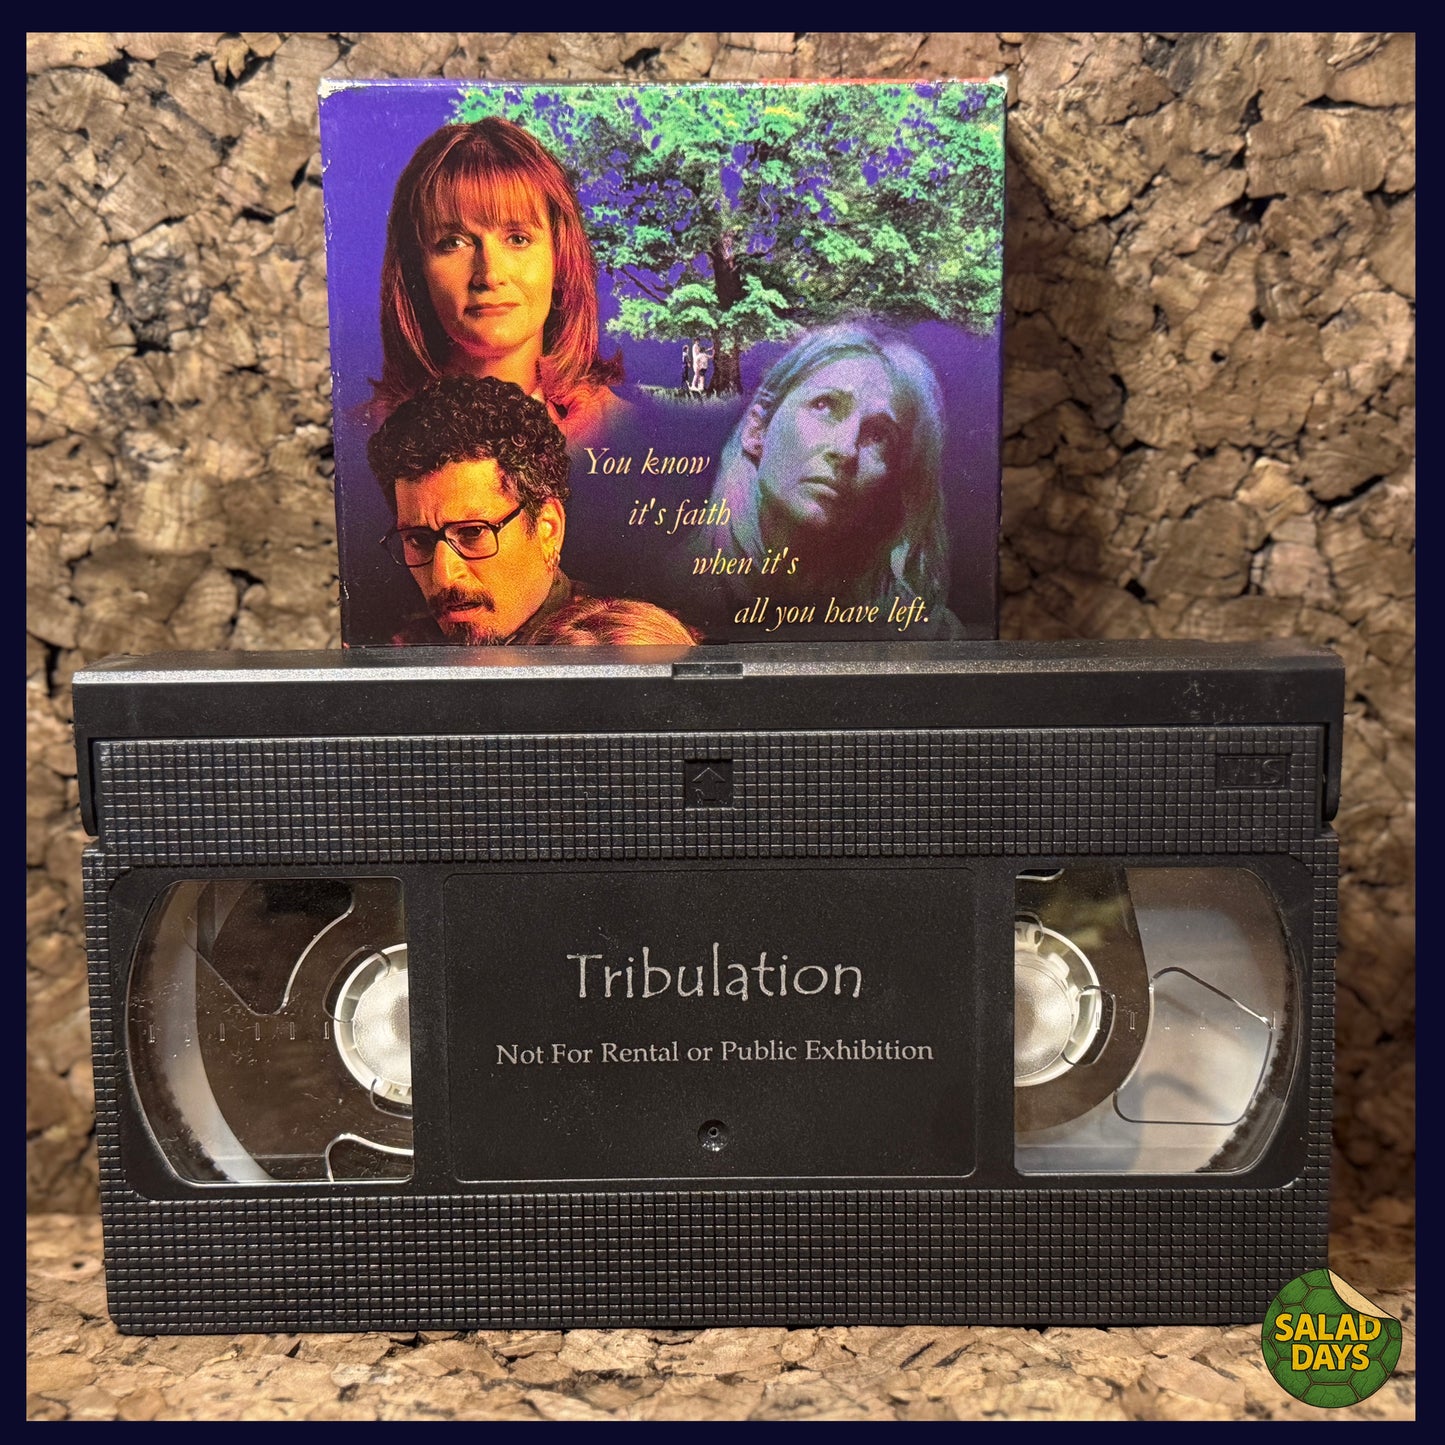 You know
it's faith
when it's
all you have left.
VHS
Tribulation
Not For Rental or Public Exhibition
SALAD
DAYS